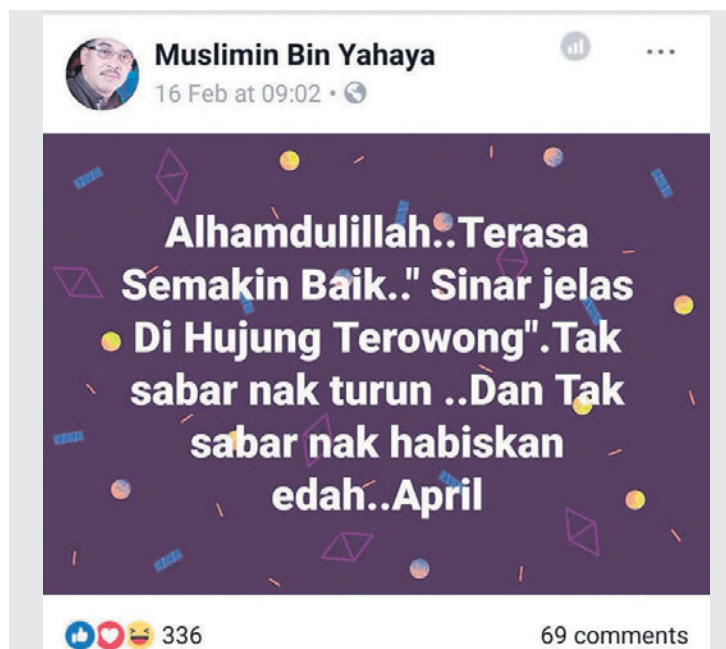 Muslimin Bin Yahaya
16 Feb at 09:02 •
Alhamdulillah..Terasa
Semakin Baik.." Sinar jelas
Di Hujung Terowong".Tak
sabar nak turun ..Dan Tak
sabar nak habiskan
edah..April
336
69 comments